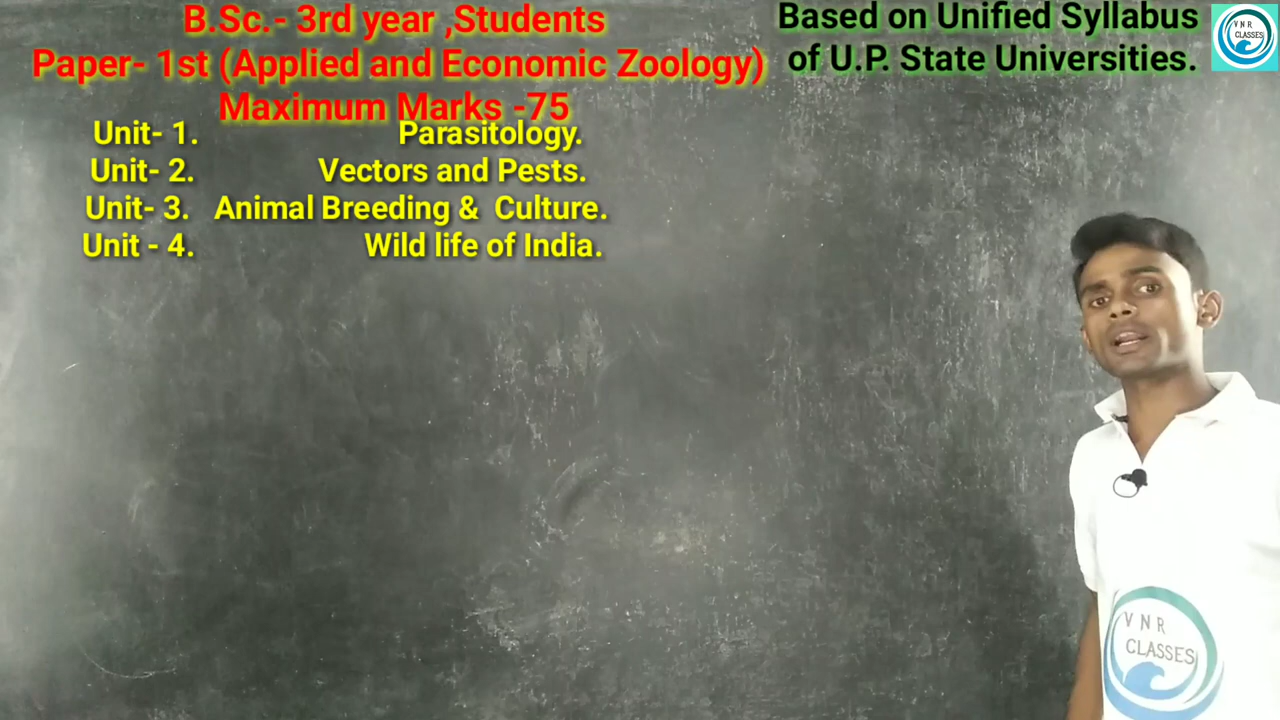 B.Sc.- 3rd year ,Students
Paper- 1st (Applied and Economic Zoology)
Maximum Marks -75
Based on Unified Syllabus
of U.P. State Universities.
V N R
CLASSES
Unit- 1. Parasitology.
Unit- 2. Vectors and Pests.
Unit- 3. Animal Breeding & Culture.
Unit - 4. Wild life of India.
V N R
CLASSES